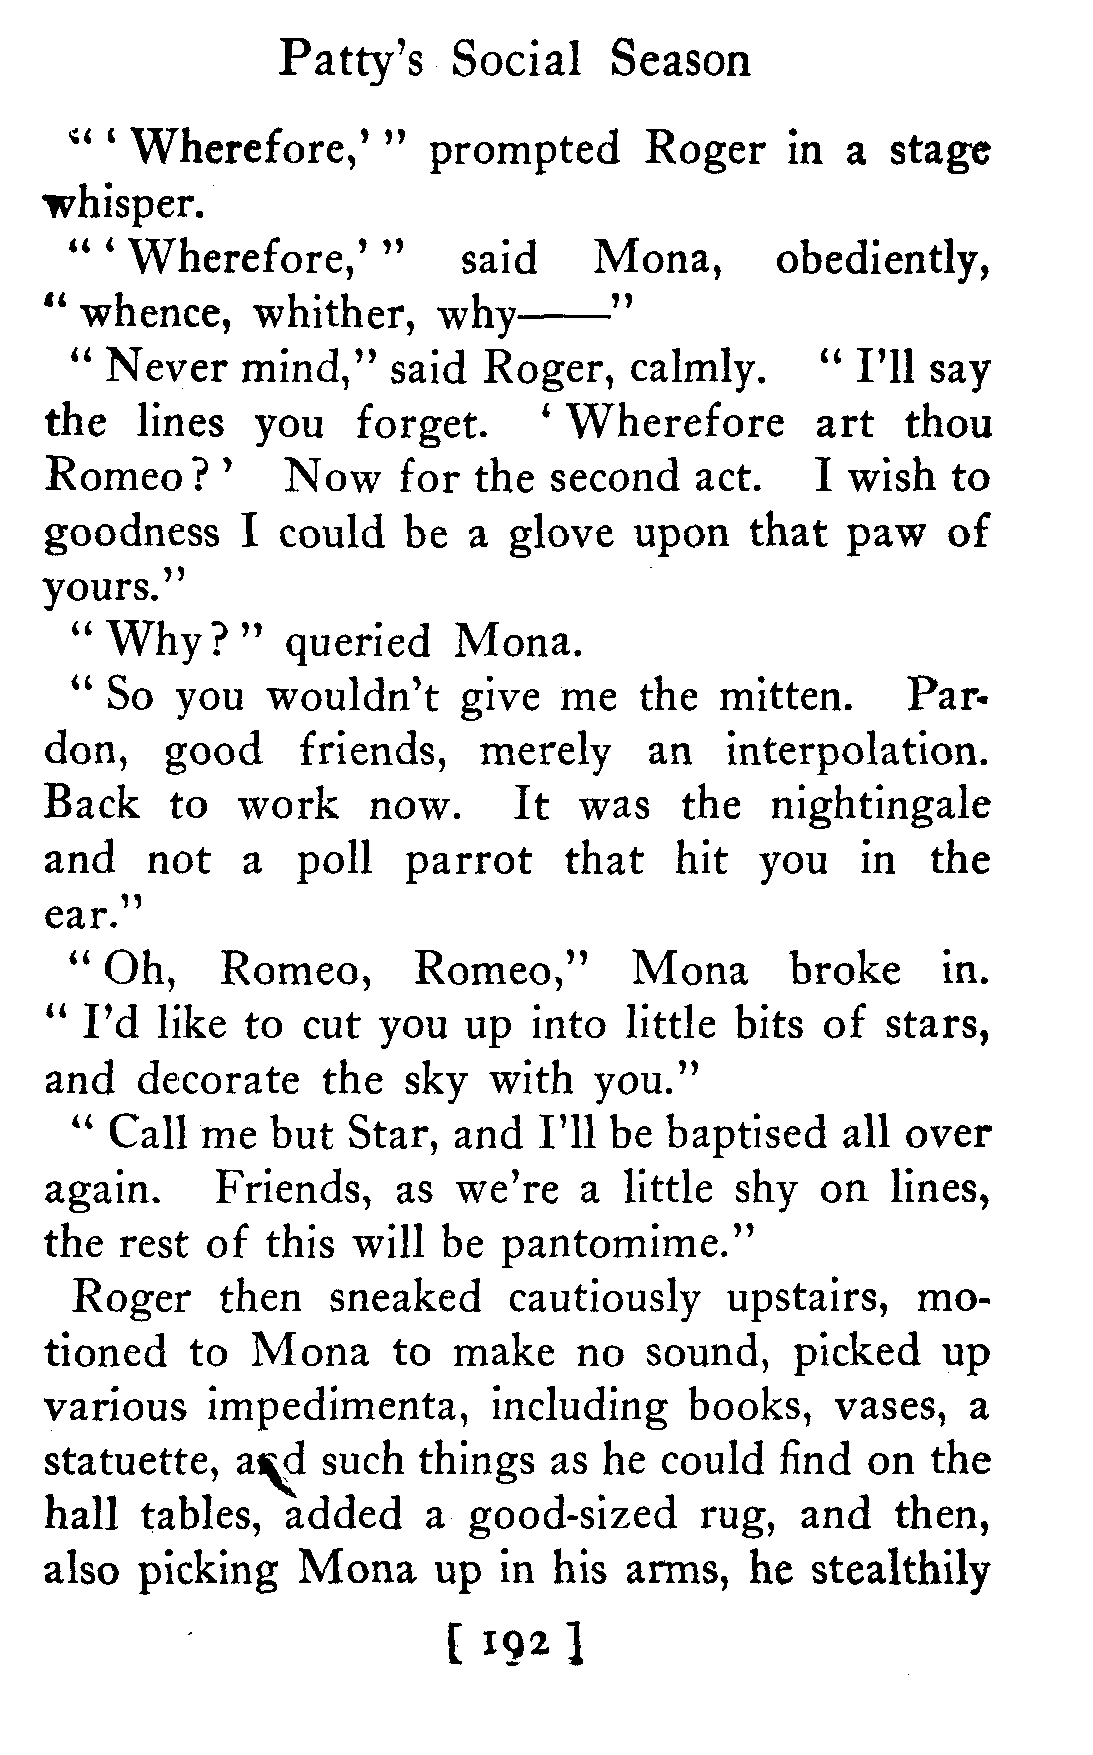 Patty's Social Season
" ' Wherefore,' " prompted Roger in a stage
whisper.
" ' Wherefore,' " said Mona, obediently,
" whence, whither, why——"
" Never mind," said Roger, calmly. " I'll say
the lines you forget. ' Wherefore art thou
Romeo? ' Now for the second act. I wish to
goodness I could be a glove upon that paw of
yours."
" Why? " queried Mona.
" So you wouldn't give me the mitten. Par-
don, good friends, merely an interpolation.
Back to work now. It was the nightingale
and not a poll parrot that hit you in the
ear."
" Oh, Romeo, Romeo," Mona broke in.
" I'd like to cut you up into little bits of stars,
and decorate the sky with you."
" Call me but Star, and I'll be baptised all over
again. Friends, as we're a little shy on lines,
the rest of this will be pantomime."
Roger then sneaked cautiously upstairs, mo-
tioned to Mona to make no sound, picked up
various impedimenta, including books, vases, a
statuette, and such things as he could find on the
hall tables, added a good-sized rug, and then,
also picking Mona up in his arms, he stealthily
[ 192 ]